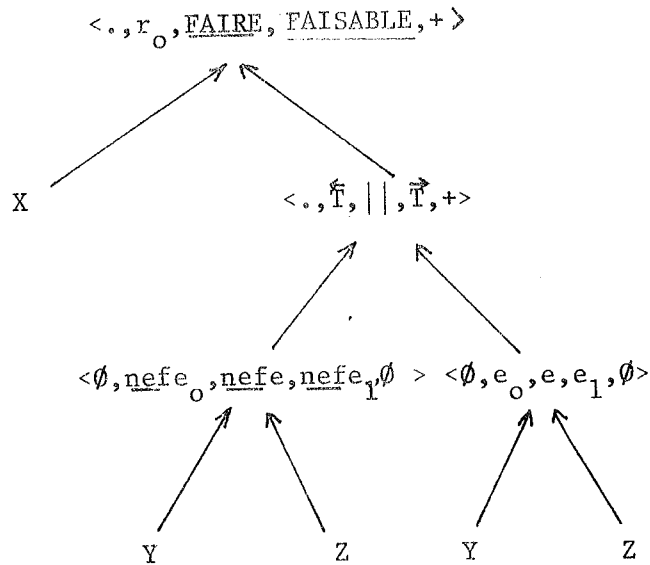 <., r₀, FAIRE, FAISABLE, + >
X
<., T⃖, ||, T⃗, +>
<∅, nefe₀, nefe, nefe₁, ∅ > <∅, e₀, e, e₁, ∅>
Y Z Y Z